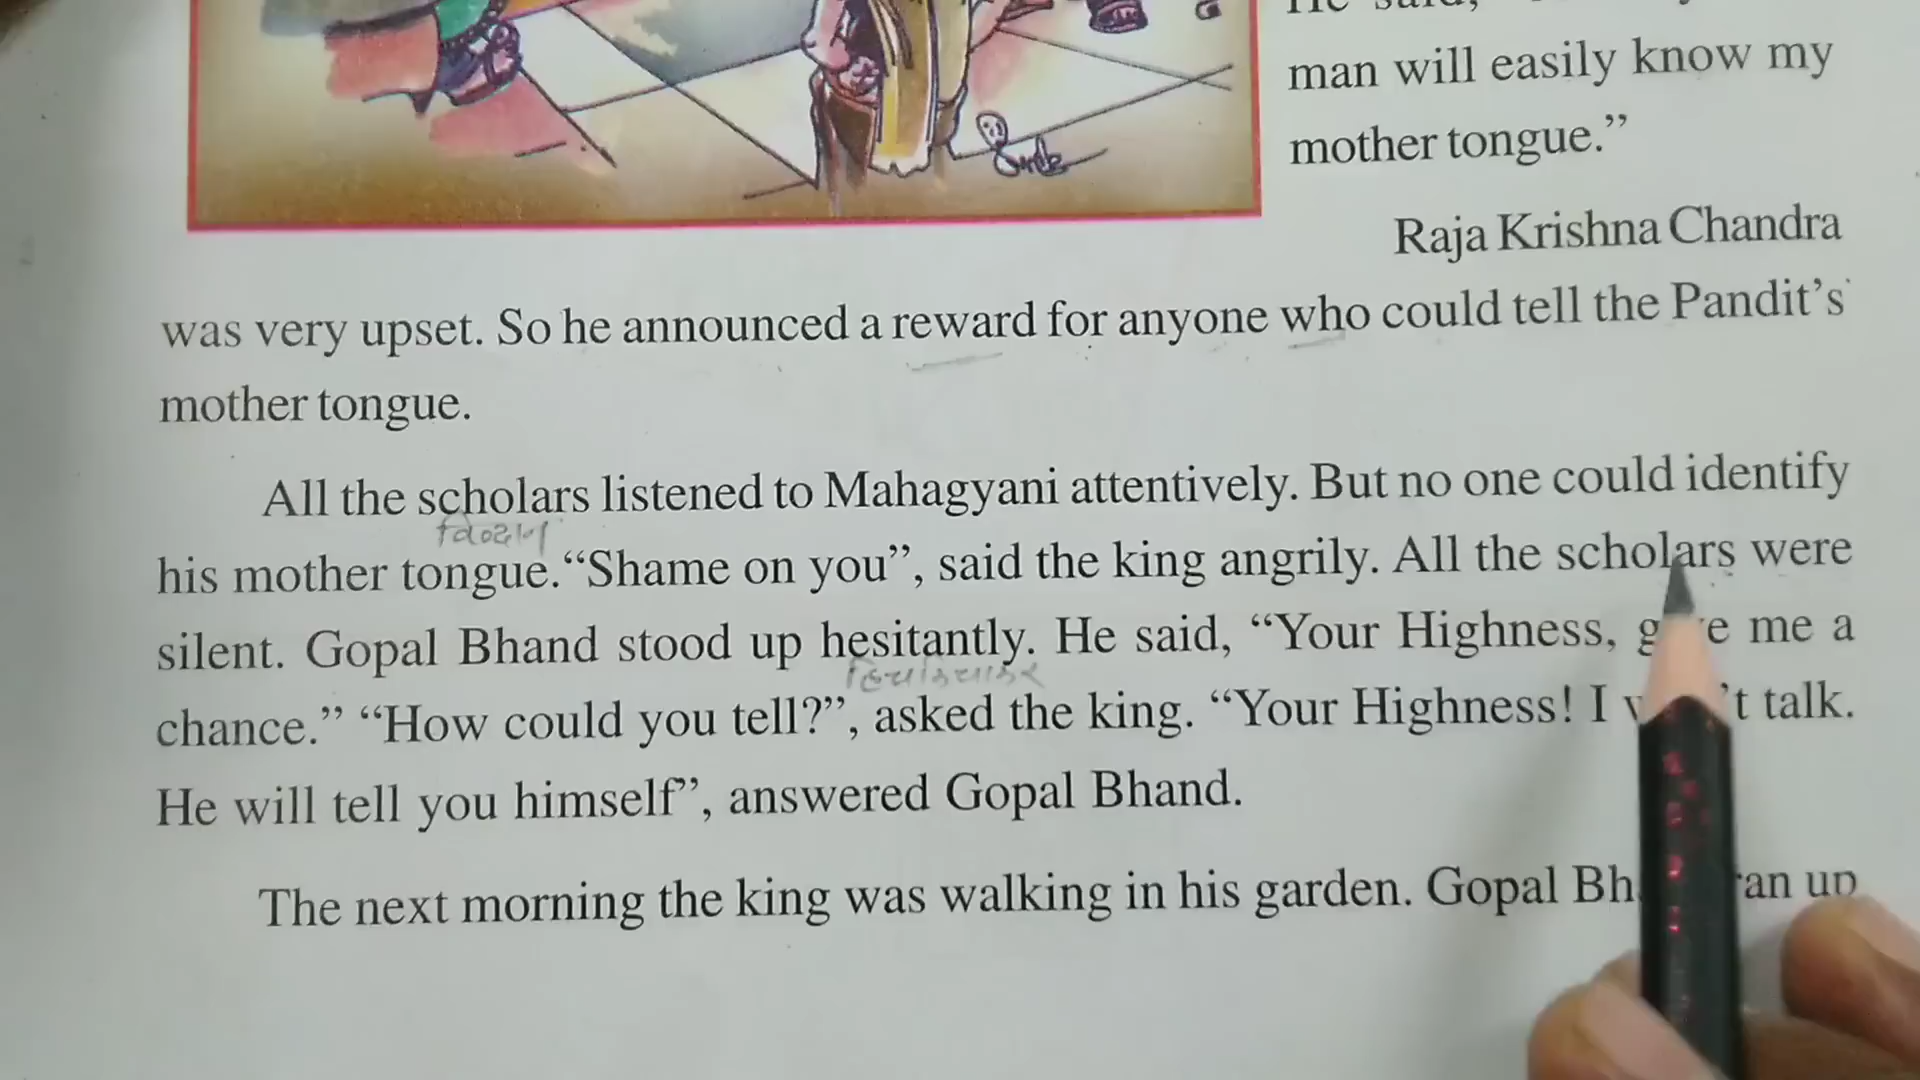 man will easily know my
mother tongue.”
Raja Krishna Chandra
was very upset. So he announced a reward for anyone who could tell the Pandit’s
mother tongue.
All the scholars listened to Mahagyani attentively. But no one could identify
his mother tongue.“Shame on you”, said the king angrily. All the scholars were
silent. Gopal Bhand stood up hesitantly. He said, “Your Highness, me a
chance.” “How could you tell?”, asked the king. “Your Highness! I talk.
He will tell you himself”, answered Gopal Bhand.
The next morning the king was walking in his garden. Gopal up